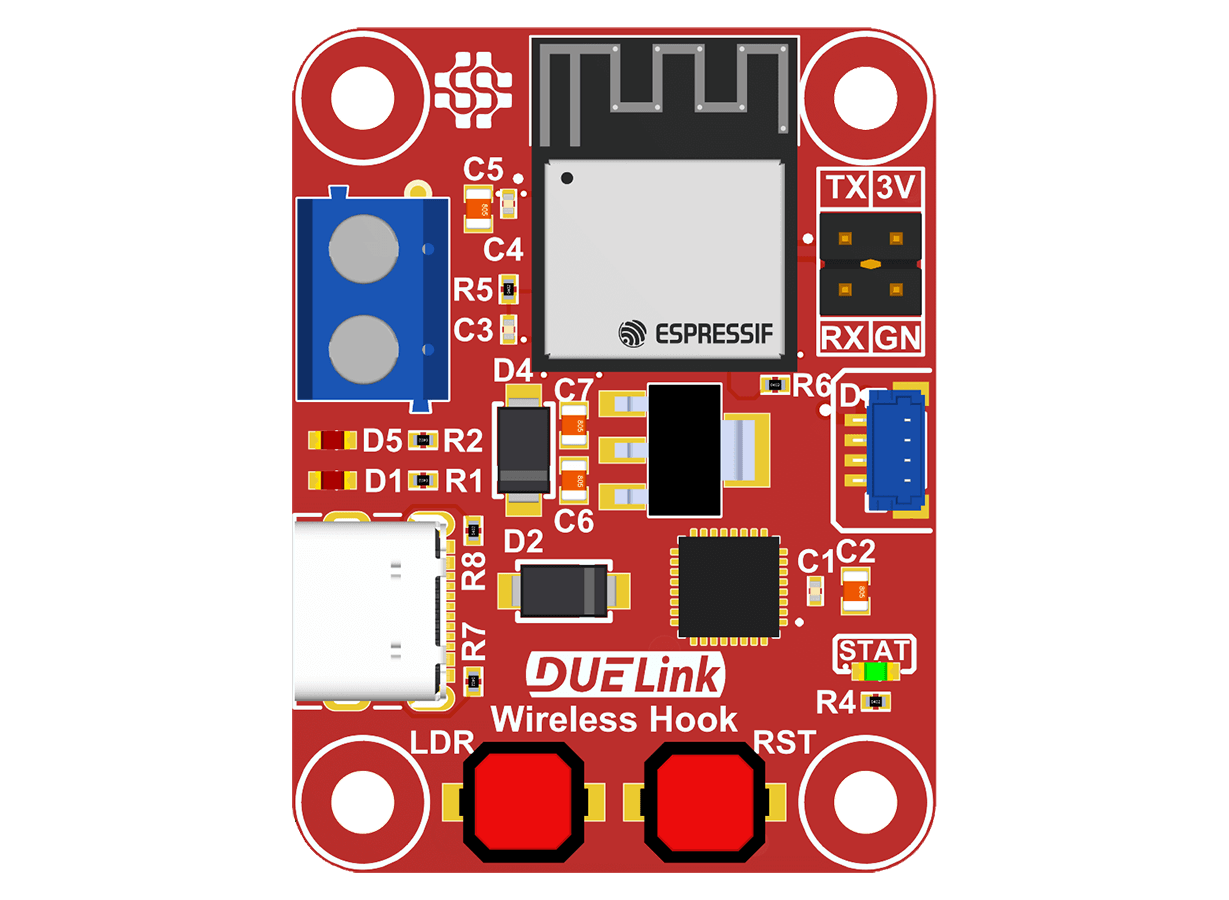 C5
TX 3V
C4
R5
C3
ESPRESSIF
RX GN
D4
C7
R6
D
D5 R2
D1 R1
C6
D2
R8
C1
C2
R7
STAT
DUELink
R4
Wireless Hook
LDR
RST